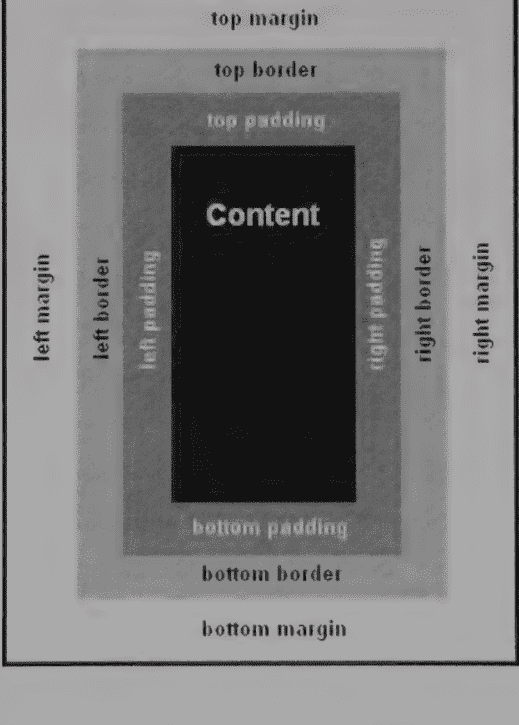 top margin
top border
top padding
Content
left margin
left border
left padding
right padding
right border
right margin
bottom padding
bottom border
bottom margin